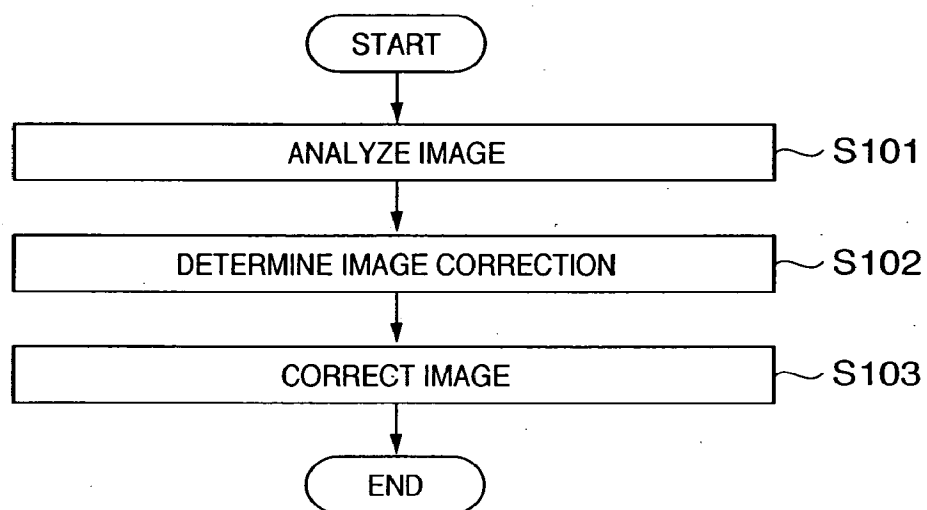 START
ANALYZE IMAGE S101
DETERMINE IMAGE CORRECTION S102
CORRECT IMAGE S103
END